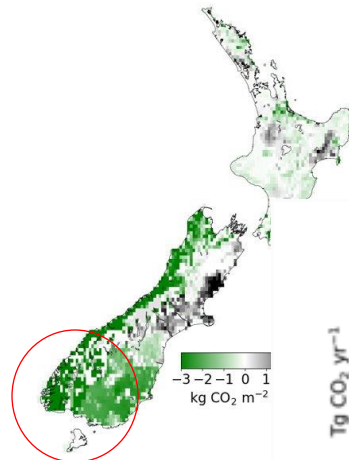 Tg CO₂ yr⁻¹
−3 −2 −1 0 1
kg CO₂ m⁻²